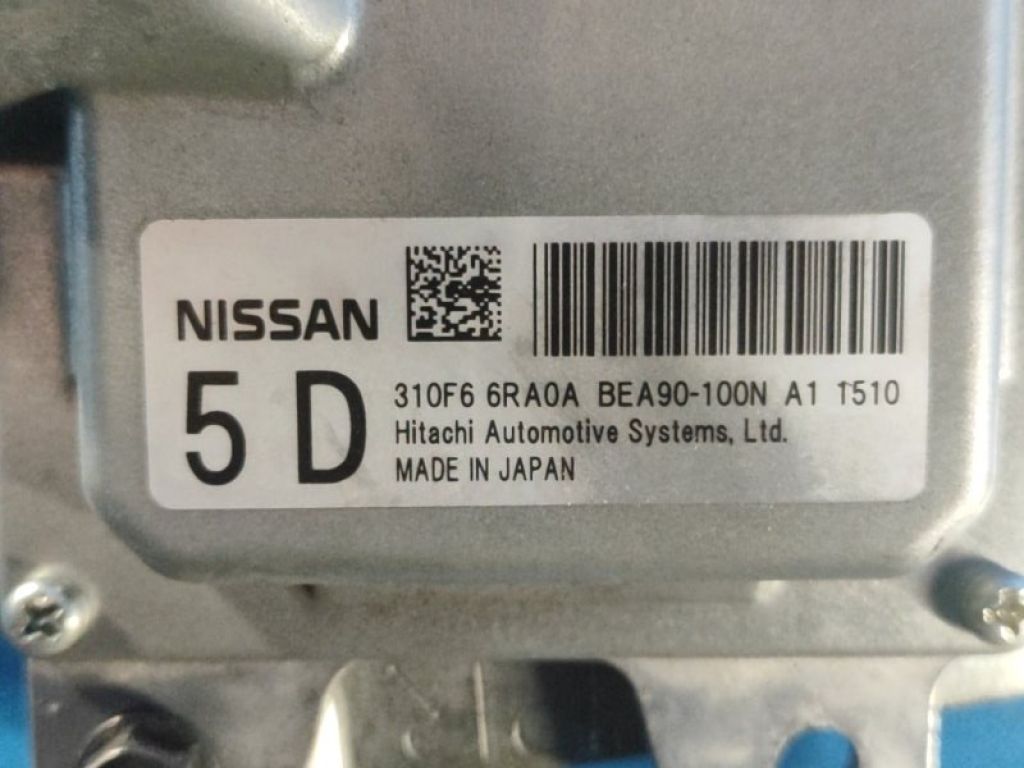 NISSAN
5 D
310F6 6RA0A BEA90-100N A1 1510
Hitachi Automotive Systems, Ltd.
MADE IN JAPAN